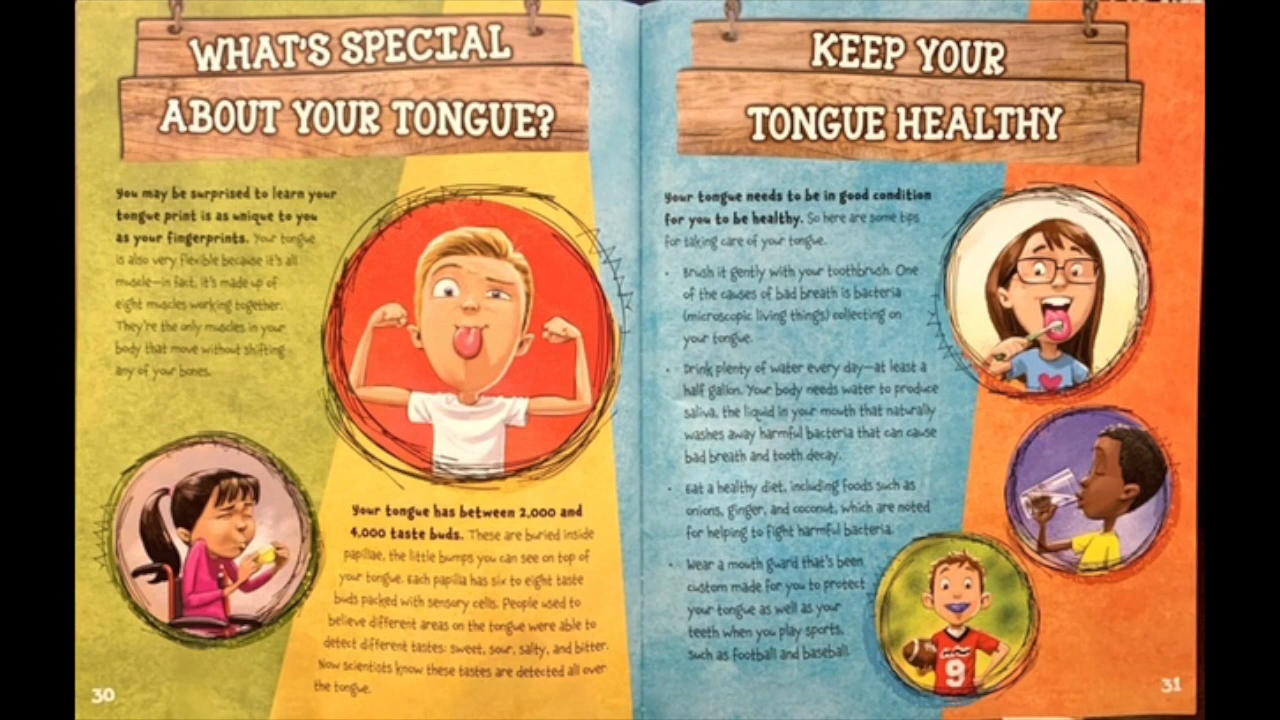 WHAT'S SPECIAL
ABOUT YOUR TONGUE?
You may be surprised to learn your
tongue print is as unique to you
as your fingerprints. Your tongue
is also very flexible because it's all
muscle—in fact, it's made up of
eight muscles working together.
They're the only muscles in your
body that move without shifting
any of your bones.
Your tongue has between 2,000 and
4,000 taste buds. These are buried inside
papillae, the little bumps you can see on top of
your tongue. Each papilla has six to eight taste
buds packed with sensory cells. People used to
believe different areas on the tongue were able to
detect different tastes: sweet, sour, salty, and bitter.
Now scientists know these tastes are detected all over
the tongue.
30
KEEP YOUR
TONGUE HEALTHY
Your tongue needs to be in good condition
for you to be healthy. So here are some tips
for taking care of your tongue.
• Brush it gently with your toothbrush. One
of the causes of bad breath is bacteria
(microscopic living things) collecting on
your tongue.
• Drink plenty of water every day—at least a
half gallon. Your body needs water to produce
saliva, the liquid in your mouth that naturally
washes away harmful bacteria that can cause
bad breath and tooth decay.
• Eat a healthy diet, including foods such as
onions, ginger, and coconut, which are noted
for helping to fight harmful bacteria.
• Wear a mouth guard that's been
custom made for you to protect
your tongue as well as your
teeth when you play sports,
such as football and baseball.
9
31